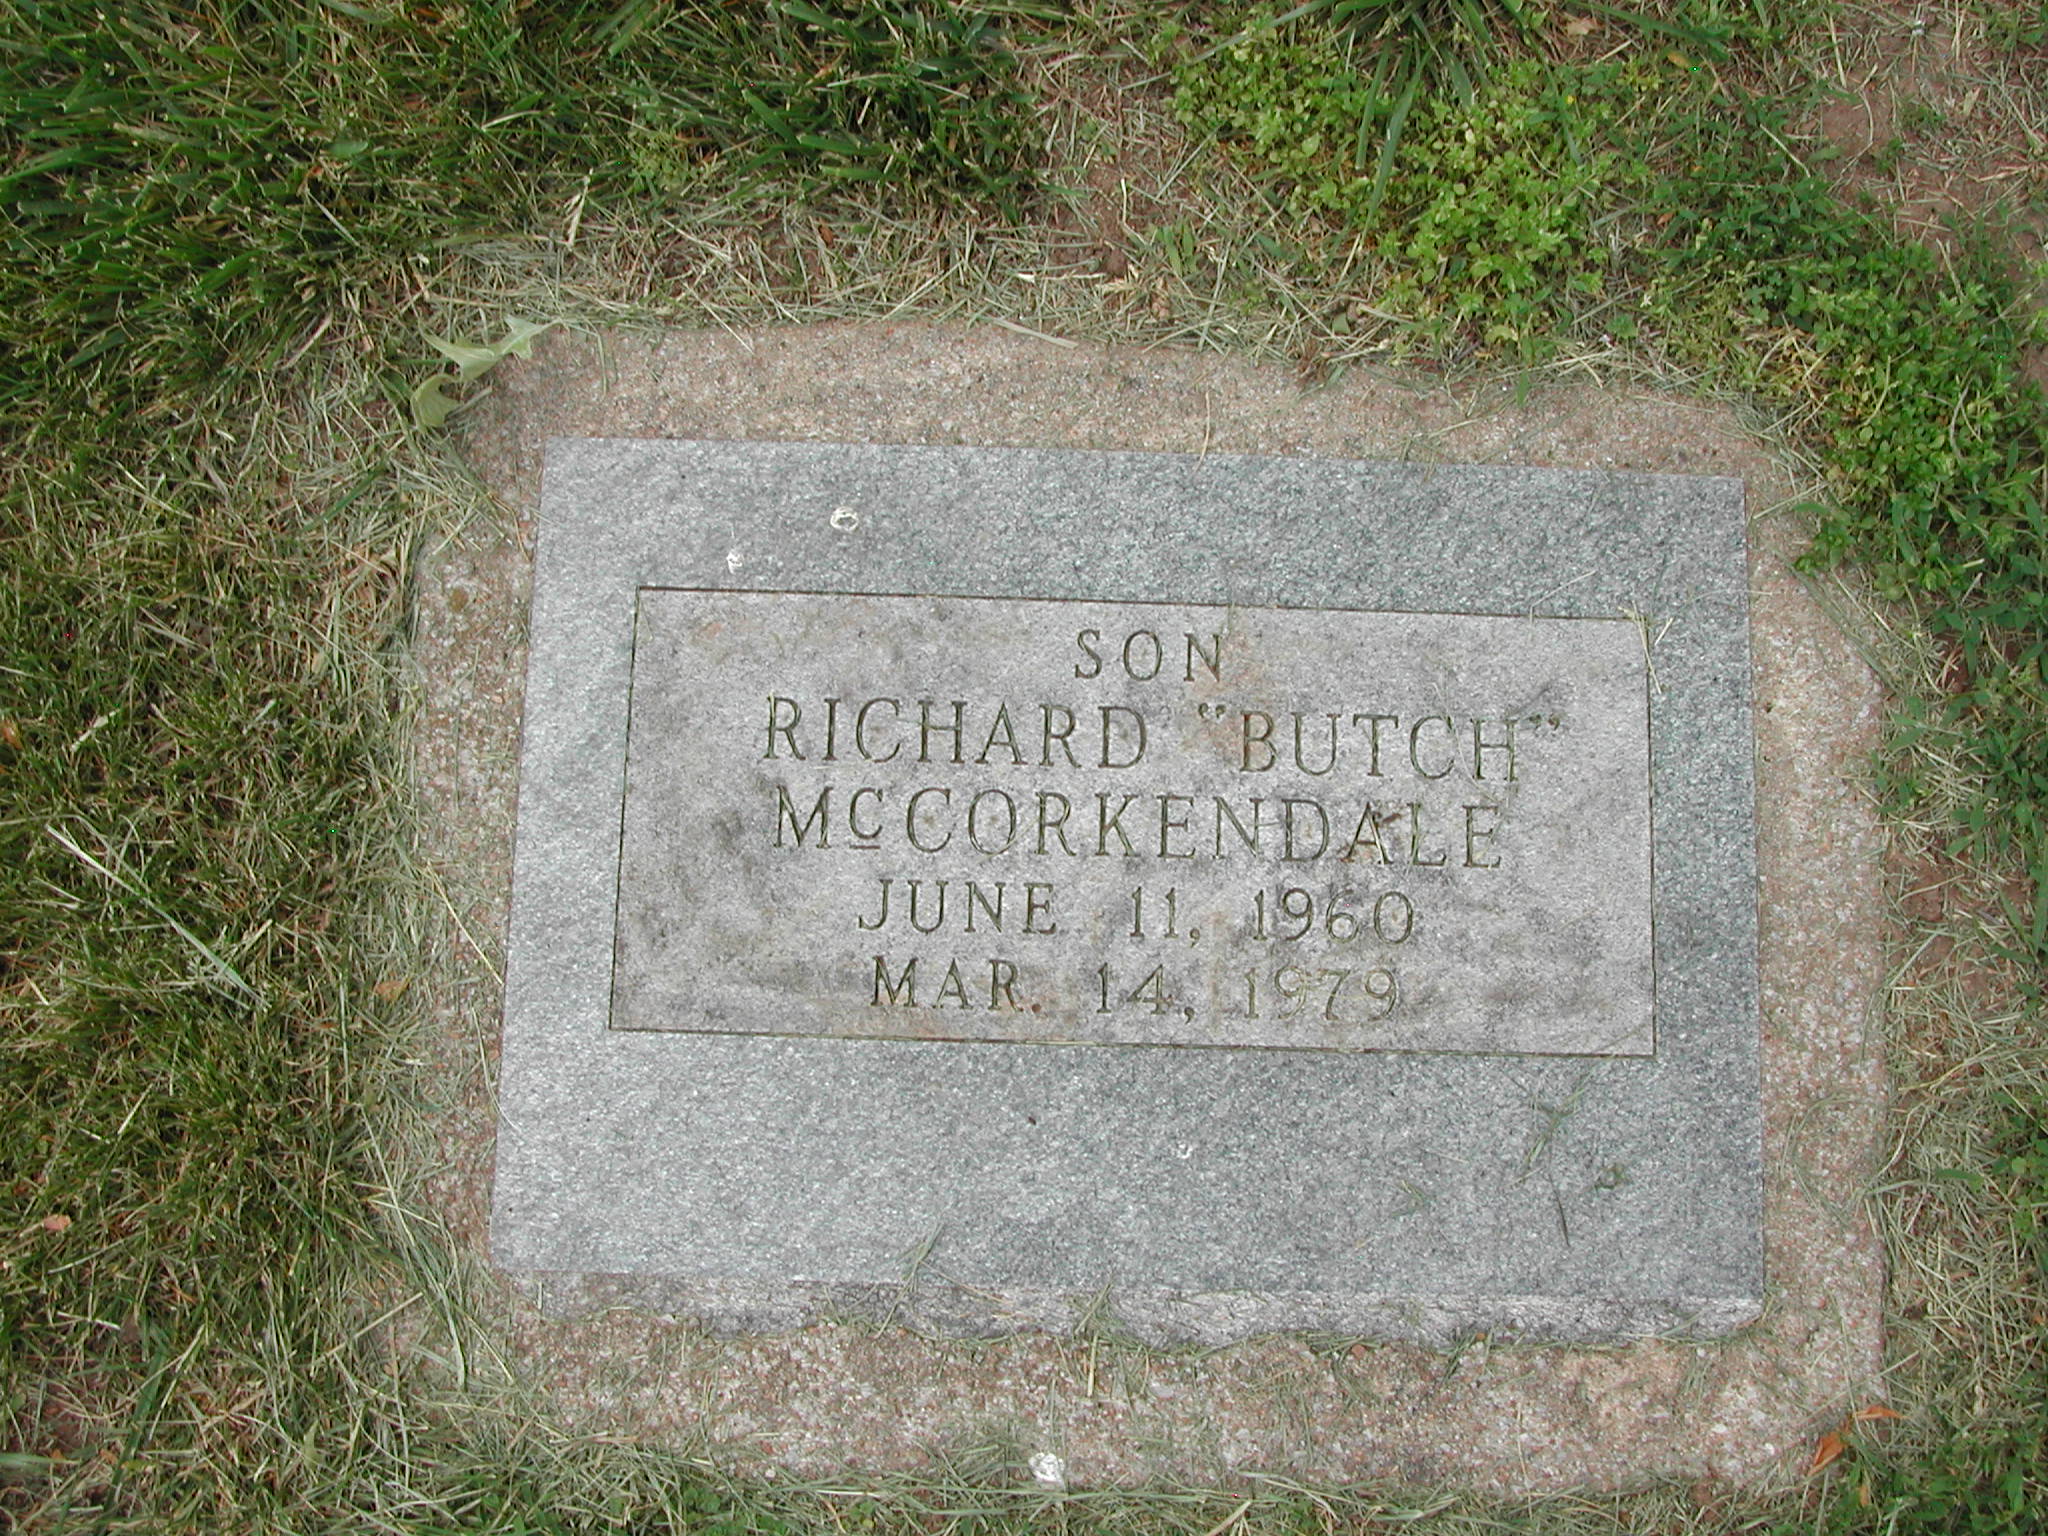 SON
RICHARD "BUTCH"
McCORKENDALE
JUNE 11, 1960
MAR. 14, 1979